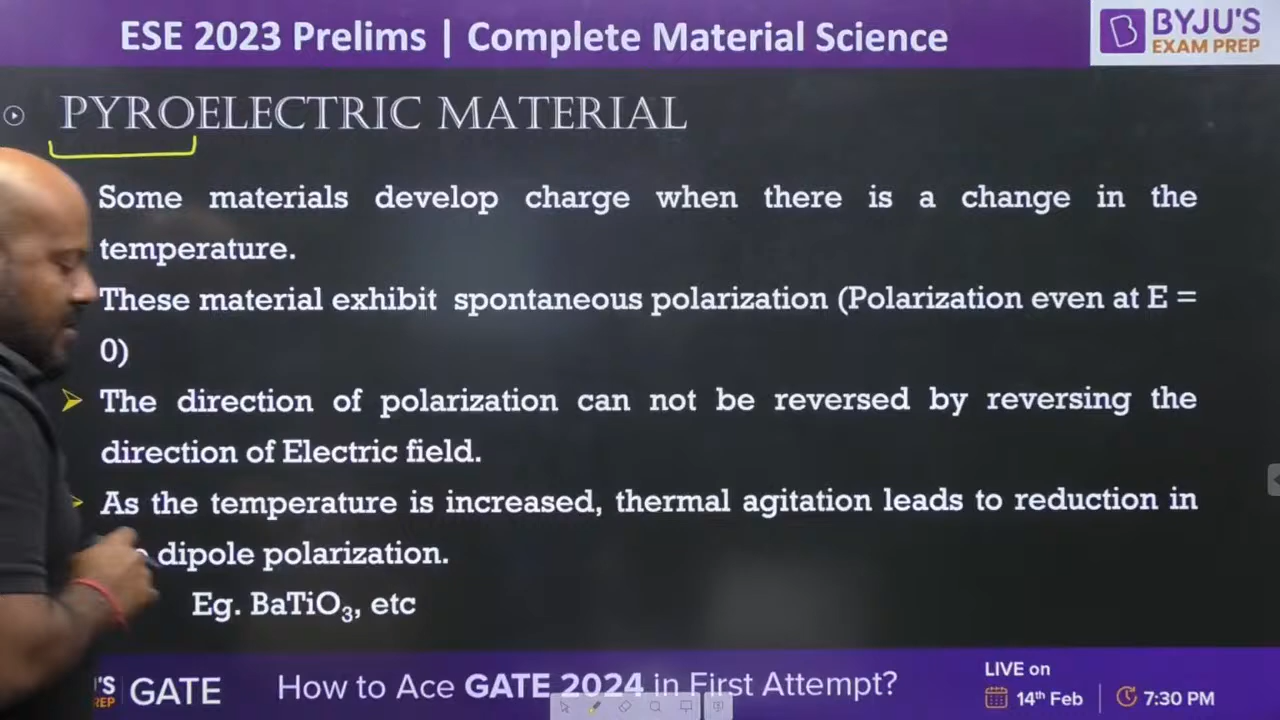 ESE 2023 Prelims | Complete Material Science
BYJU'S
EXAM PREP
PYROELECTRIC MATERIAL
Some materials develop charge when there is a change in the
temperature.
These material exhibit spontaneous polarization (Polarization even at E =
0)
The direction of polarization can not be reversed by reversing the
direction of Electric field.
As the temperature is increased, thermal agitation leads to reduction in
dipole polarization.
Eg. BaTiO₃, etc
'S
EP
GATE
How to Ace GATE 2024 in First Attempt?
LIVE on
14th Feb
7:30 PM